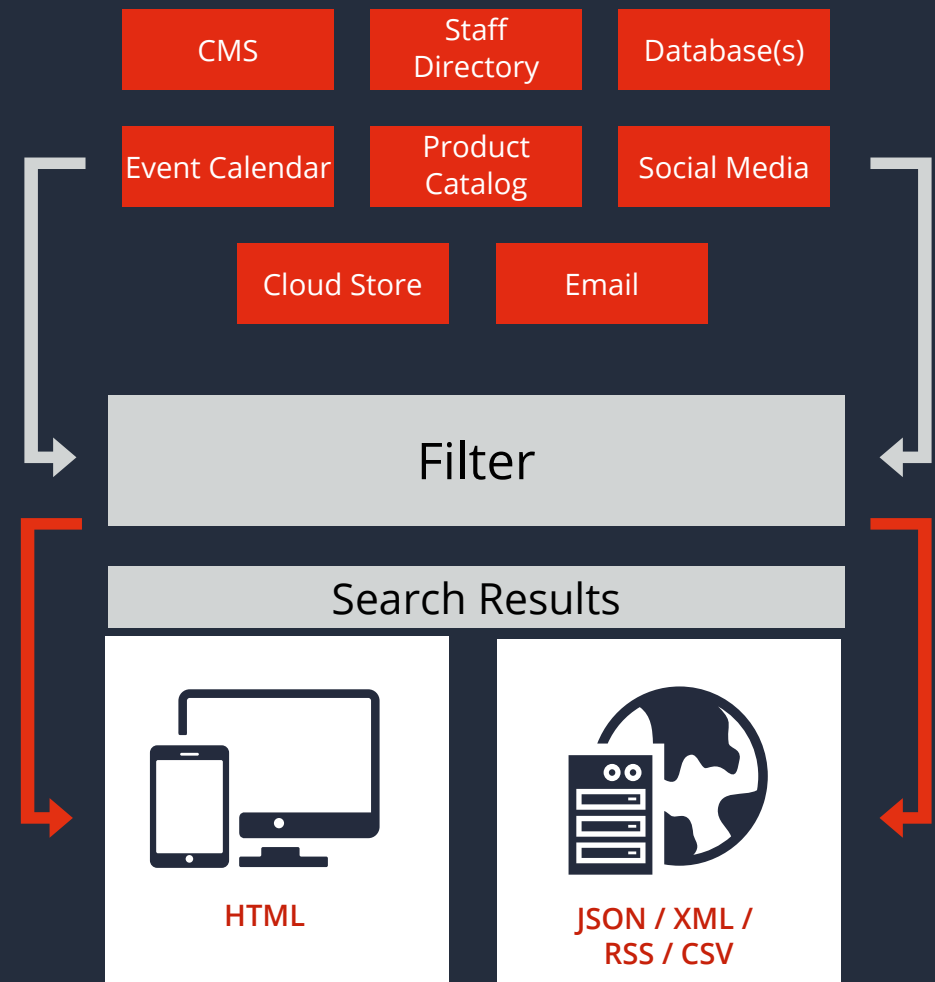 CMS
Staff
Directory
Database(s)
Event Calendar
Product
Catalog
Social Media
Cloud Store
Email
Filter
Search Results
HTML
JSON / XML /
RSS / CSV